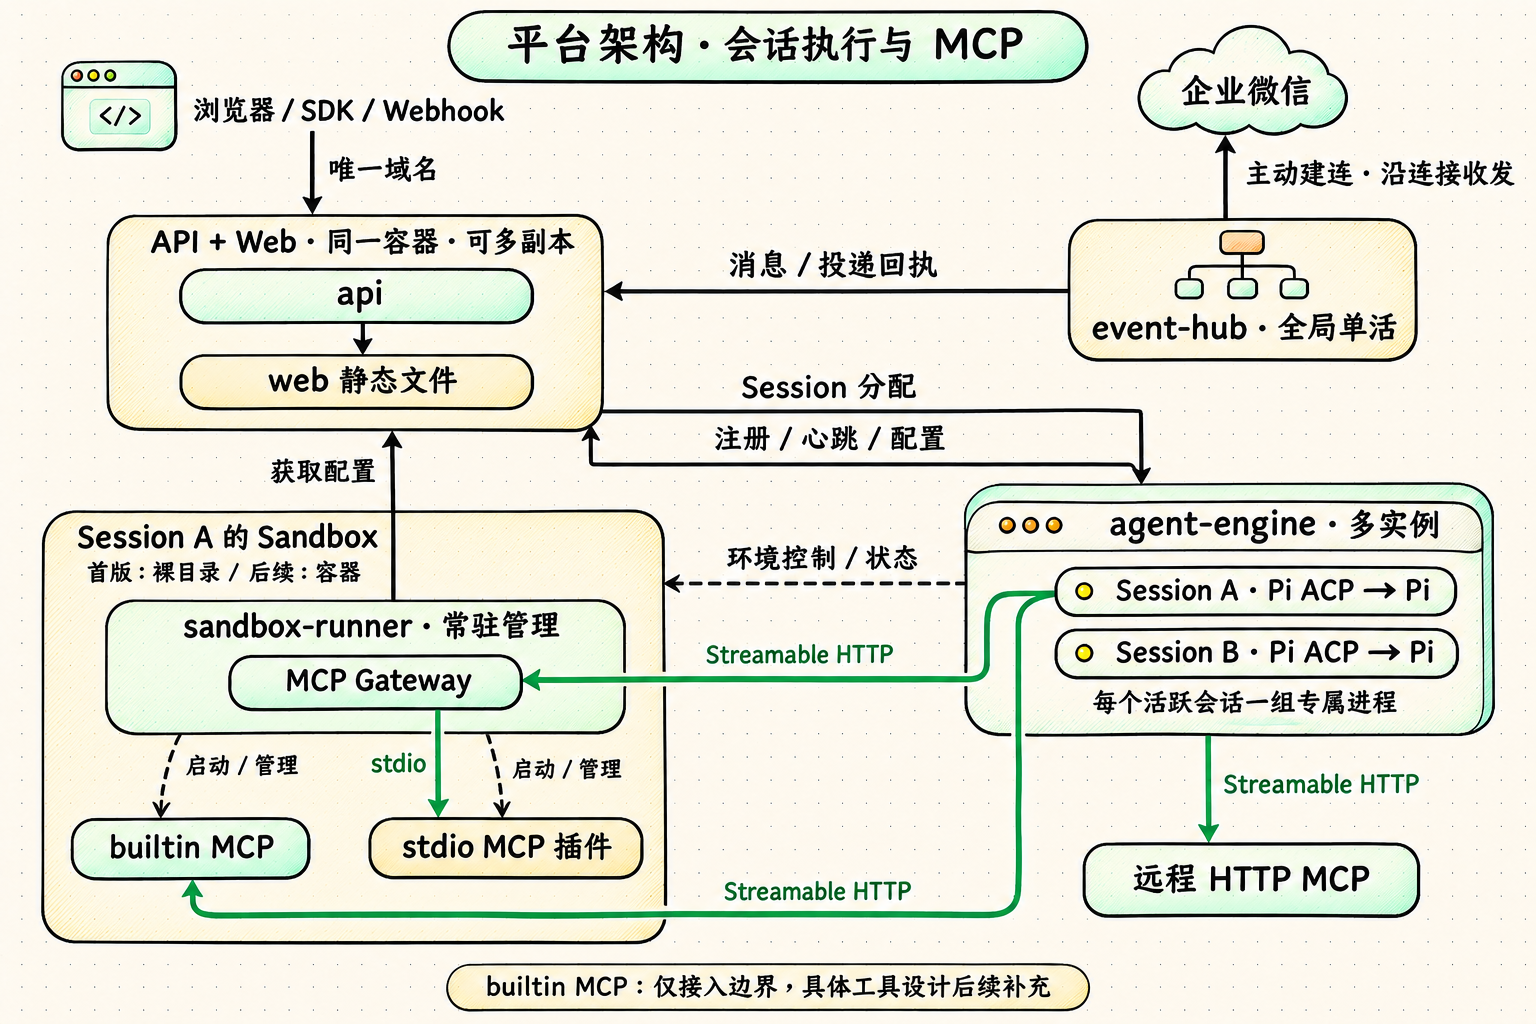 平台架构·会话执行与 MCP
</>
浏览器 / SDK / Webhook
企业微信
唯一域名
主动建连·沿连接收发
API + Web·同一容器·可多副本
api
web 静态文件
消息 / 投递回执
event-hub·全局单活
Session 分配
注册 / 心跳 / 配置
获取配置
Session A 的 Sandbox
首版：裸目录 / 后续：容器
sandbox-runner·常驻管理
MCP Gateway
环境控制 / 状态
agent-engine·多实例
Session A·Pi ACP → Pi
Session B·Pi ACP → Pi
每个活跃会话一组专属进程
Streamable HTTP
启动 / 管理
stdio
启动 / 管理
Streamable HTTP
builtin MCP
stdio MCP 插件
Streamable HTTP
远程 HTTP MCP
builtin MCP：仅接入边界，具体工具设计后续补充